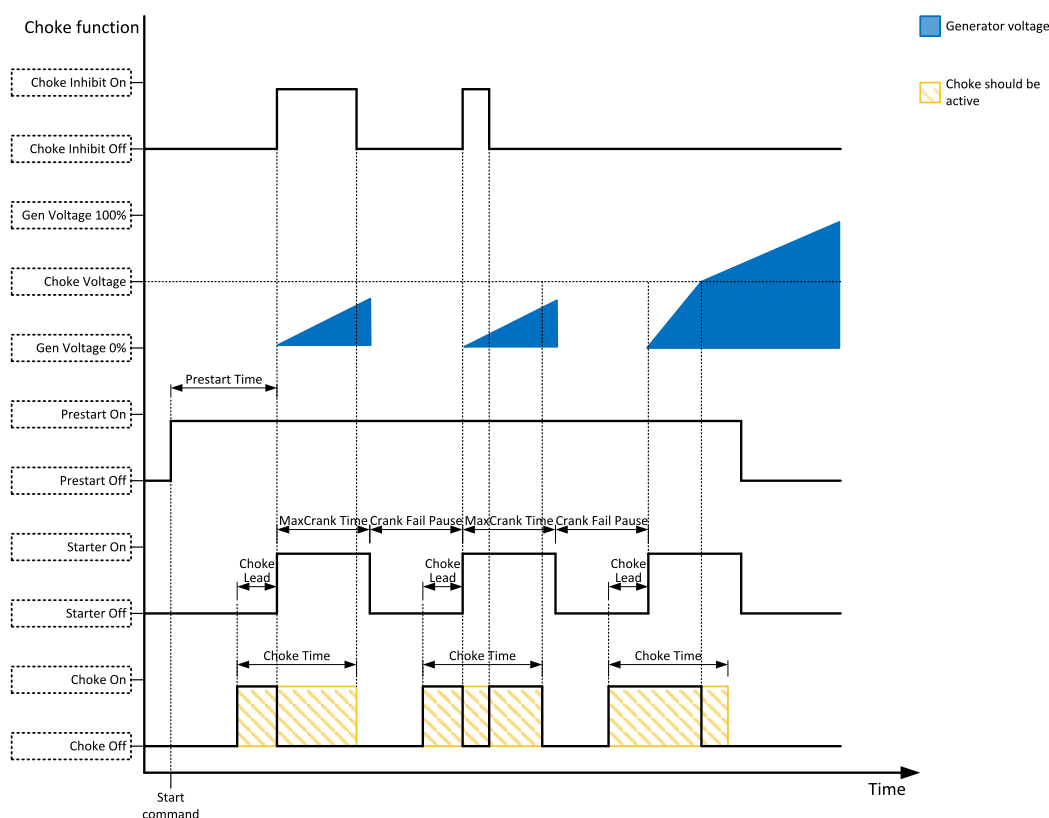 Choke function
Generator voltage
Choke Inhibit On
Choke should be
active
Choke Inhibit Off
Gen Voltage 100%
Choke Voltage
Gen Voltage 0%
Prestart Time
Prestart On
Prestart Off
MaxCrank Time Crank Fail Pause MaxCrank Time Crank Fail Pause
Starter On
Choke
Lead
Choke
Lead
Choke
Lead
Starter Off
Choke Time Choke Time Choke Time
Choke On
Choke Off
Time
Start
command